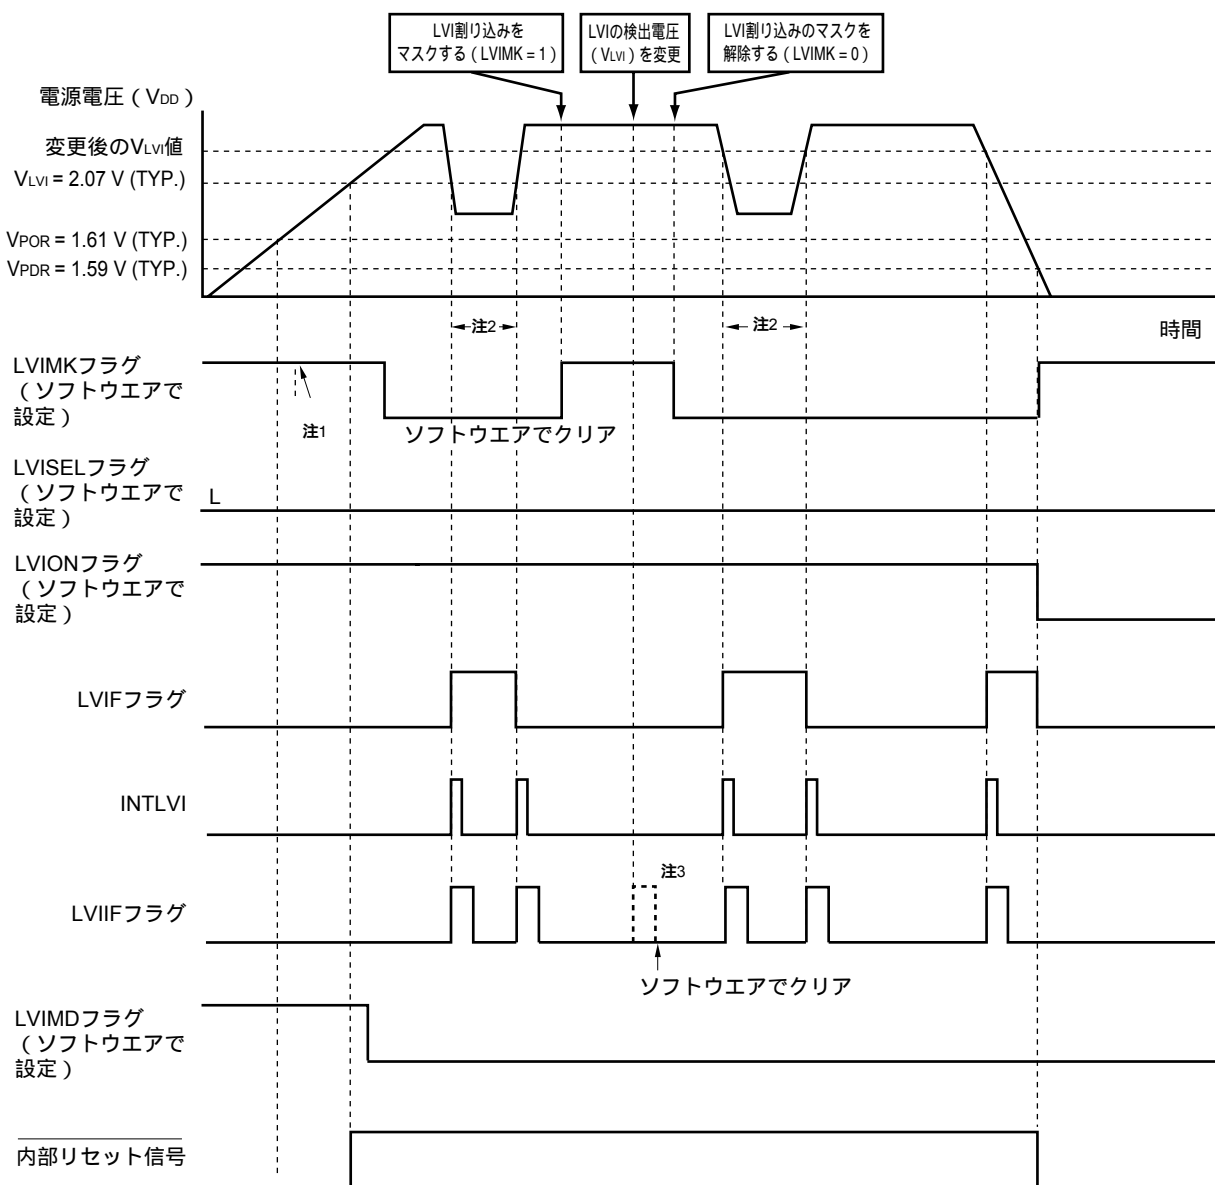 LVI割り込みを
マスクする(LVIMK = 1)
LVIの検出電圧
(VLVI)を変更
LVI割り込みのマスクを
解除する(LVIMK = 0)
電源電圧(VDD)
変更後のVLVI値
VLVI = 2.07 V (TYP.)
VPOR = 1.61 V (TYP.)
VPDR = 1.59 V (TYP.)
注2
注2
時間
LVIMKフラグ
(ソフトウエアで
設定)
注1
ソフトウエアでクリア
LVISELフラグ
(ソフトウエアで
設定)
L
LVIONフラグ
(ソフトウエアで
設定)
LVIFフラグ
INTLVI
注3
LVIIFフラグ
ソフトウエアでクリア
LVIMDフラグ
(ソフトウエアで
設定)
内部リセット信号